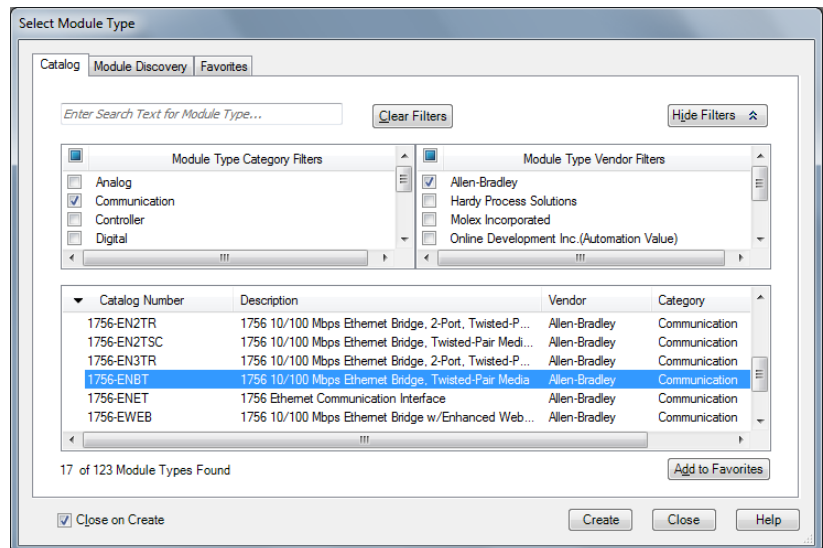 Select Module Type
Catalog Module Discovery Favorites
Enter Search Text for Module Type... Clear Filters Hide Filters
Module Type Category Filters Module Type Vendor Filters
Analog Allen-Bradley
Communication Hardy Process Solutions
Controller Molex Incorporated
Digital Online Development Inc.(Automation Value)
Catalog Number Description Vendor Category
1756-EN2TR 1756 10/100 Mbps Ethernet Bridge, 2-Port, Twisted-P... Allen-Bradley Communication
1756-EN2TSC 1756 10/100 Mbps Ethernet Bridge, Twisted-Pair Medi... Allen-Bradley Communication
1756-EN3TR 1756 10/100 Mbps Ethernet Bridge, 2-Port, Twisted-P... Allen-Bradley Communication
1756-ENBT 1756 10/100 Mbps Ethernet Bridge, Twisted-Pair Media Allen-Bradley Communication
1756-ENET 1756 Ethernet Communication Interface Allen-Bradley Communication
1756-EWEB 1756 10/100 Mbps Ethernet Bridge w/Enhanced Web... Allen-Bradley Communication
17 of 123 Module Types Found Add to Favorites
Close on Create Create Close Help